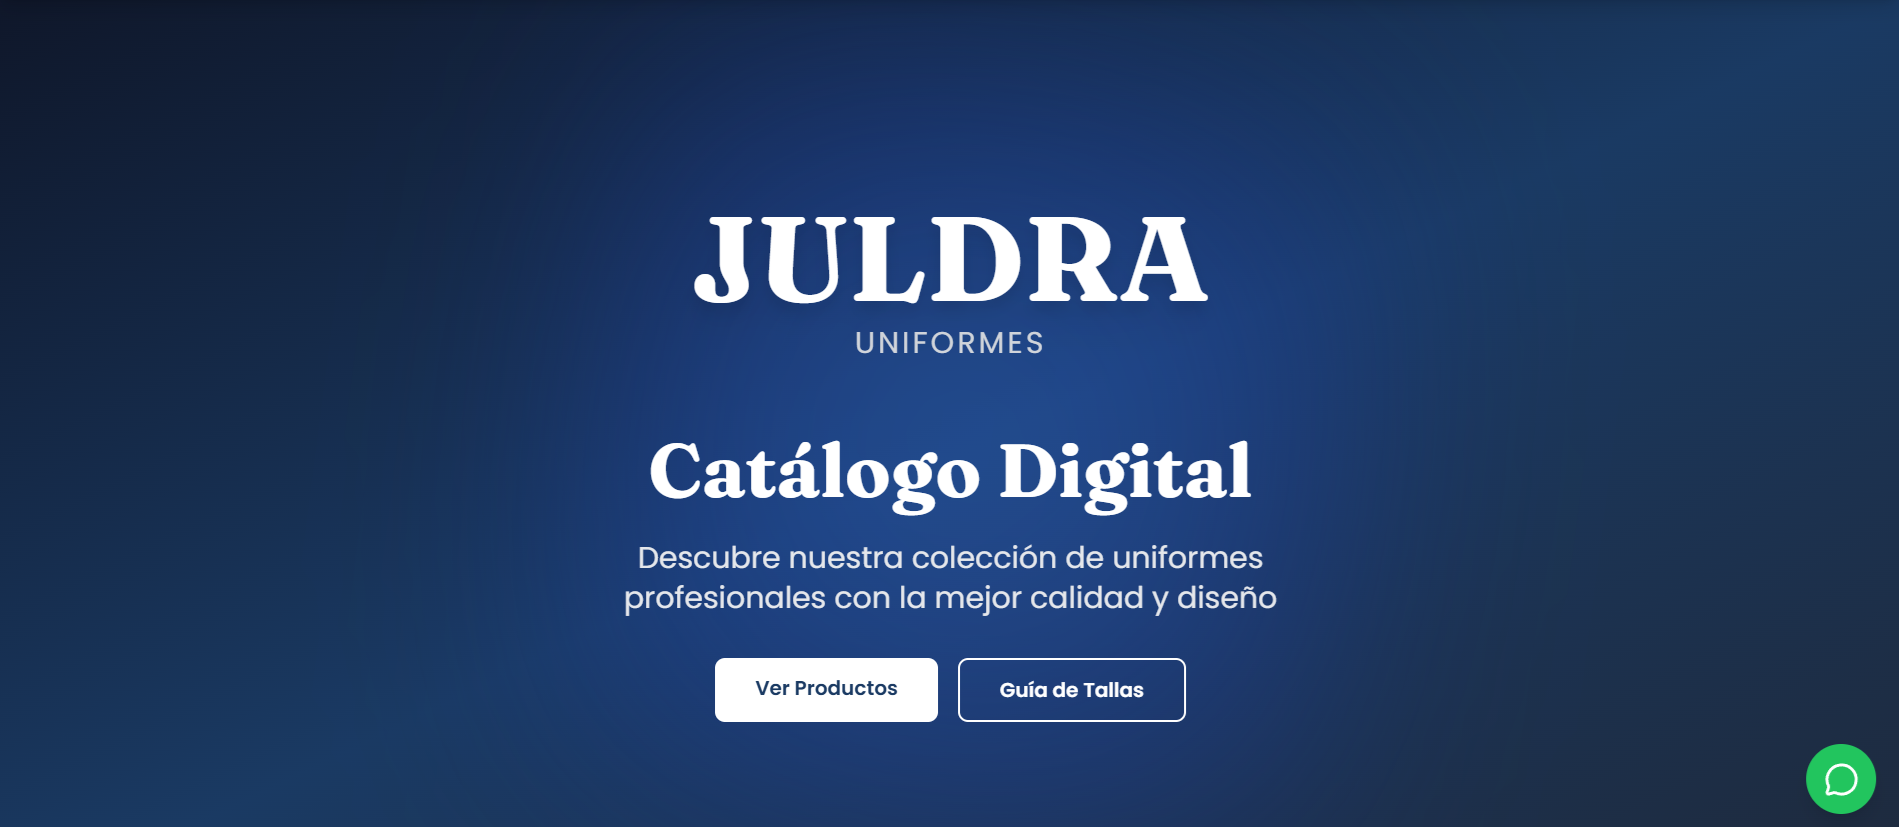 JULDRA
UNIFORMES
Catálogo Digital
Descubre nuestra colección de uniformes
profesionales con la mejor calidad y diseño
Ver Productos
Guía de Tallas